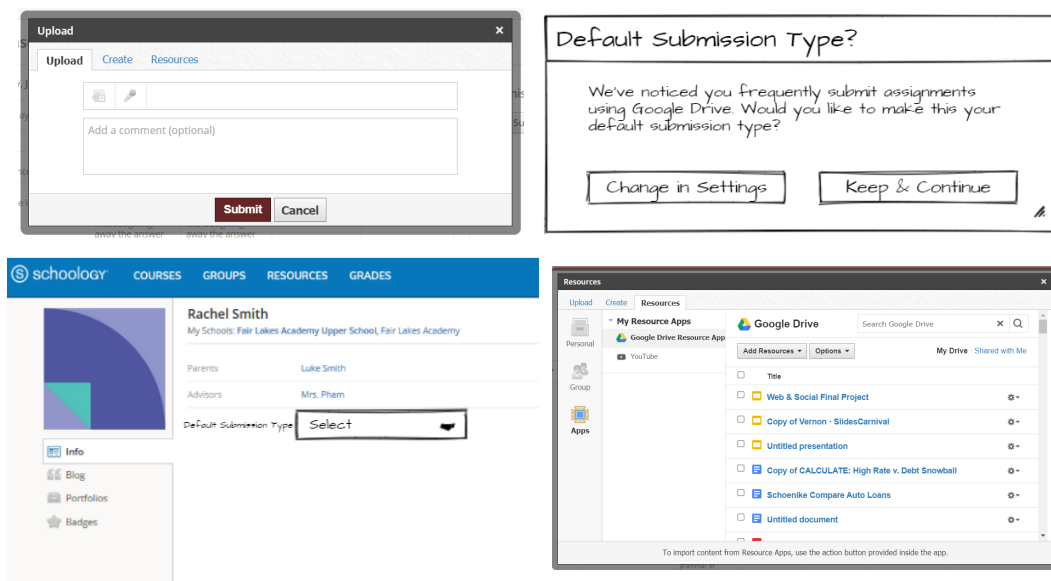 Upload
×
Upload Create Resources
Add a comment (optional)
Submit Cancel
away the answer away the answer
Default Submission Type?
We've noticed you frequently submit assignments
using Google Drive. Would you like to make this your
default submission type?
Change in Settings Keep & Continue
schoology COURSES GROUPS RESOURCES GRADES
Rachel Smith
My Schools: Fair Lakes Academy Upper School, Fair Lakes Academy
Parents Luke Smith
Advisors Mrs. Pham
Default Submission Type Select
Info
Blog
Portfolios
Badges
Resources
×
Upload Create Resources
Personal
Group
Apps
My Resource Apps
Google Drive Resource App
YouTube
Google Drive Search Google Drive ×
Add Resources Options My Drive · Shared with Me
Title
Web & Social Final Project
Copy of Vernon - SlidesCarnival
Untitled presentation
Copy of CALCULATE: High Rate v. Debt Snowball
Schoenike Compare Auto Loans
Untitled document
To import content from Resource Apps, use the action button provided inside the app.